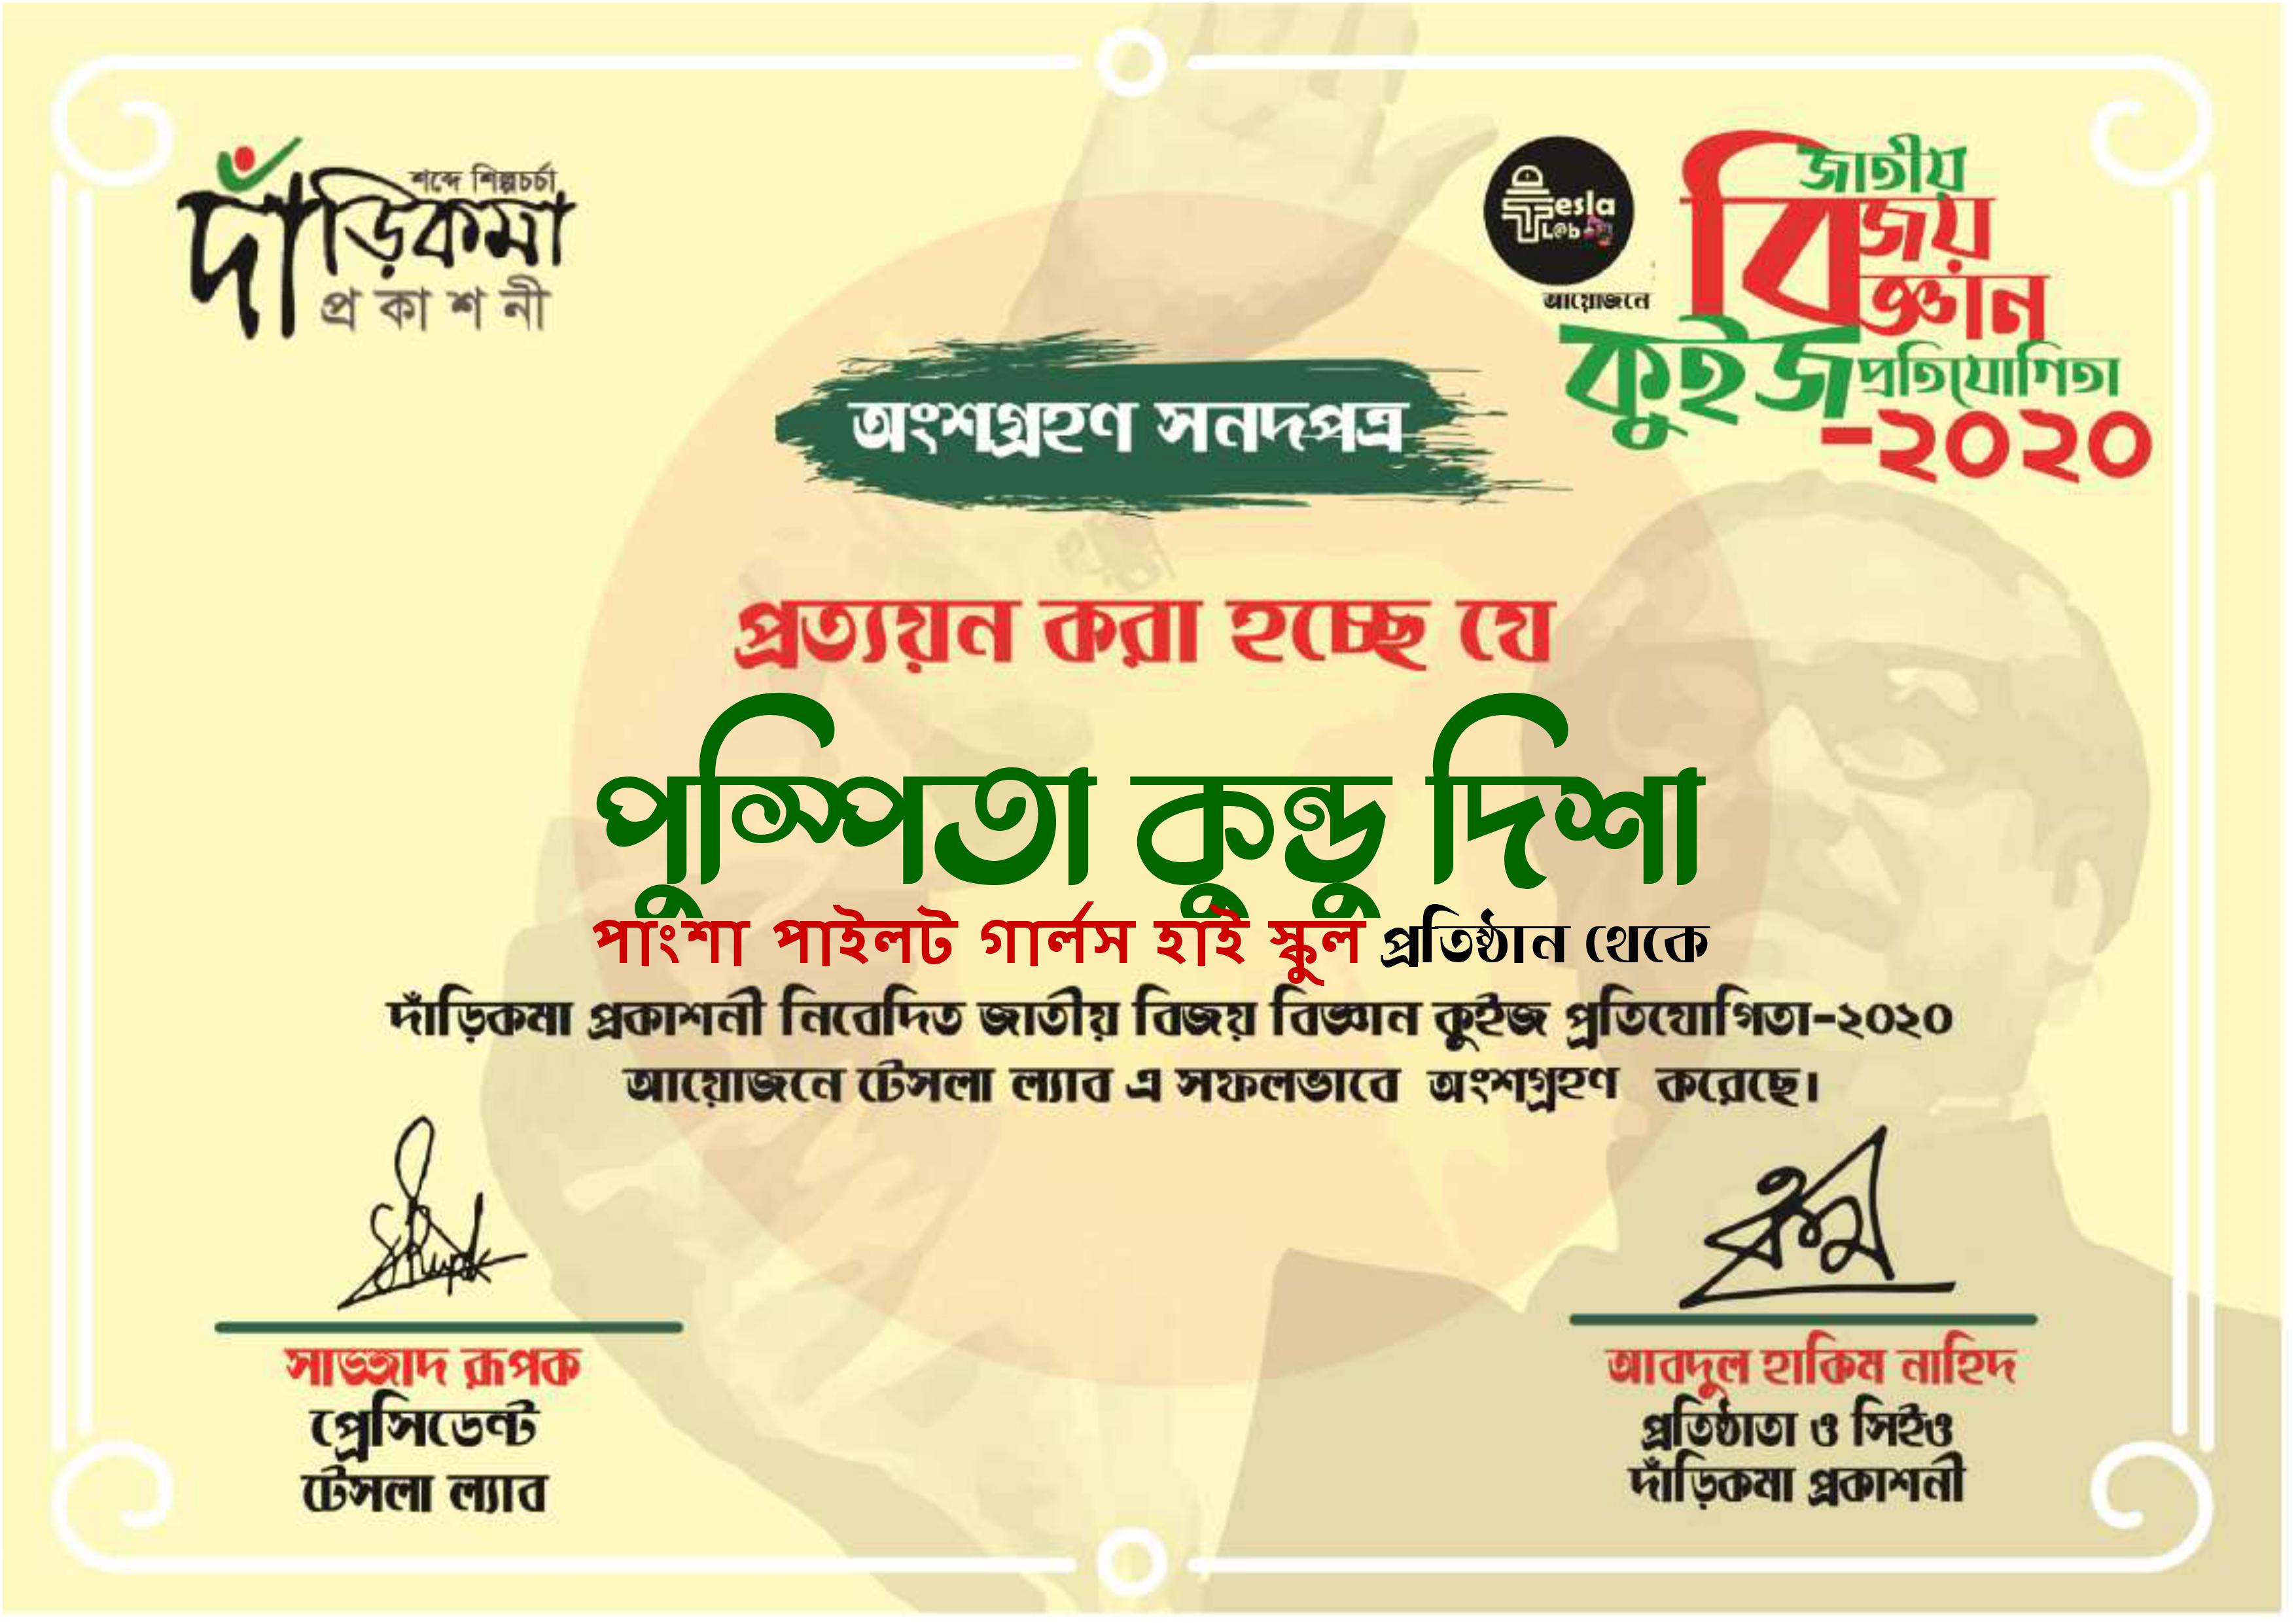 শব্দে শিল্পচর্চা
দাঁড়িকমা
প্রকাশনী
Tesla
L@b
আয়োজনে
জাতীয়
বিজয়
বিজ্ঞান
কুইজ প্রতিযোগিতা
-২০২০
অংশগ্রহণ সনদপত্র
প্রত্যয়ন করা হচ্ছে যে
পুস্পিতা কুন্ডু দিশা
পাংশা পাইলট গার্লস হাই স্কুল প্রতিষ্ঠান থেকে
দাঁড়িকমা প্রকাশনী নিবেদিত জাতীয় বিজয় বিজ্ঞান কুইজ প্রতিযোগিতা-২০২০
আয়োজনে টেসলা ল্যাব এ সফলভাবে অংশগ্রহণ করেছে।
সাজ্জাদ রূপক
প্রেসিডেন্ট
টেসলা ল্যাব
আবদুল হাকিম নাহিদ
প্রতিষ্ঠাতা ও সিইও
দাঁড়িকমা প্রকাশনী